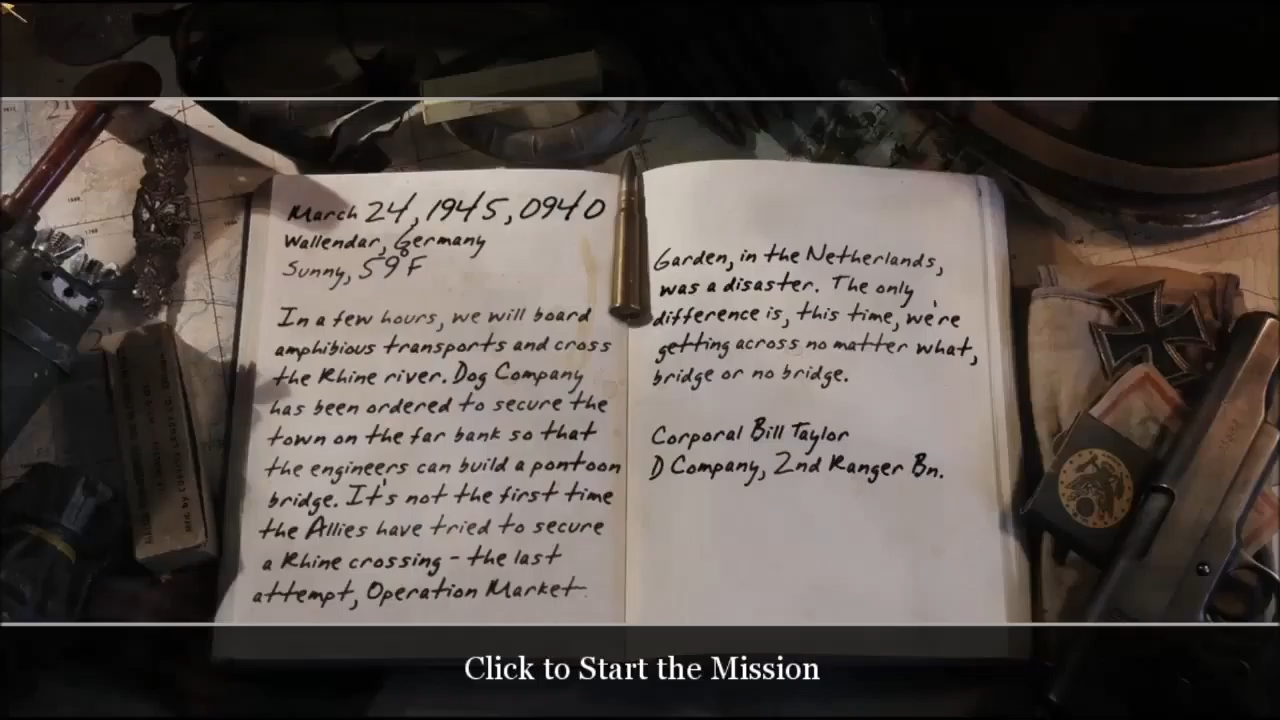 March 24, 1945, 0940
Wallendar, Germany
Sunny, 59°F
In a few hours, we will board
amphibious transports and cross
the Rhine river. Dog Company
has been ordered to secure the
town on the far bank so that
the engineers can build a pontoon
bridge. It's not the first time
the Allies have tried to secure
a Rhine crossing - the last
attempt, Operation Market
Garden, in the Netherlands,
was a disaster. The only
difference is, this time, we're
getting across no matter what,
bridge or no bridge.
Corporal Bill Taylor
D Company, 2nd Ranger Bn.
Click to Start the Mission